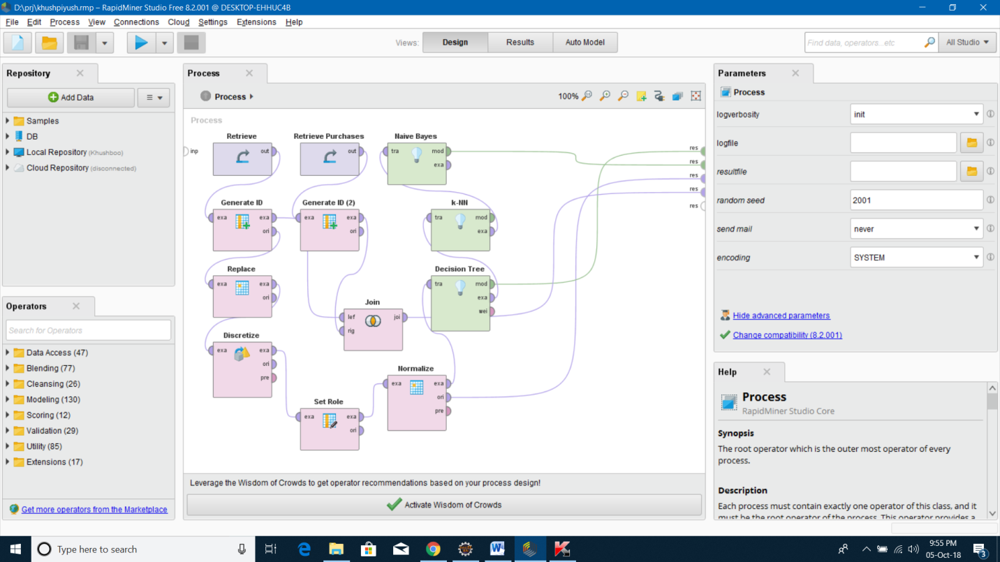 D:\prj\khushpiyush.rmp – RapidMiner Studio Free 8.2.001 @ DESKTOP-EHHUC4B
File Edit Process View Connections Cloud Settings Extensions Help
Views: Design Results Auto Model
Find data, operators...etc
All Studio
Repository
Add Data
Samples
DB
Local Repository (Khushboo)
Cloud Repository (disconnected)
Operators
Search for Operators
Data Access (47)
Blending (77)
Cleansing (26)
Modeling (130)
Scoring (12)
Validation (29)
Utility (85)
Extensions (17)
Get more operators from the Marketplace
Process
Process
100%
Process
inp
Retrieve
out
Retrieve Purchases
out
Naive Bayes
tra mod
exa
res
res
res
res
res
Generate ID
exa exa
ori
Generate ID (2)
exa exa
ori
k-NN
tra mod
exa
Replace
exa exa
ori
Decision Tree
tra mod
exa
wei
Join
lef joi
rig
Discretize
exa exa
ori
pre
Normalize
exa exa
ori
pre
Set Role
exa exa
ori
Leverage the Wisdom of Crowds to get operator recommendations based on your process design!
Activate Wisdom of Crowds
Parameters
Process
logverbosity init
logfile
resultfile
random seed 2001
send mail never
encoding SYSTEM
Hide advanced parameters
Change compatibility (8.2.001)
Help
Process
RapidMiner Studio Core
Synopsis
The root operator which is the outer most operator of every
process.
Description
Each process must contain exactly one operator of this class, and it
must be the root operator of the process. This operator provides a
Type here to search
9:55 PM
05-Oct-18
3